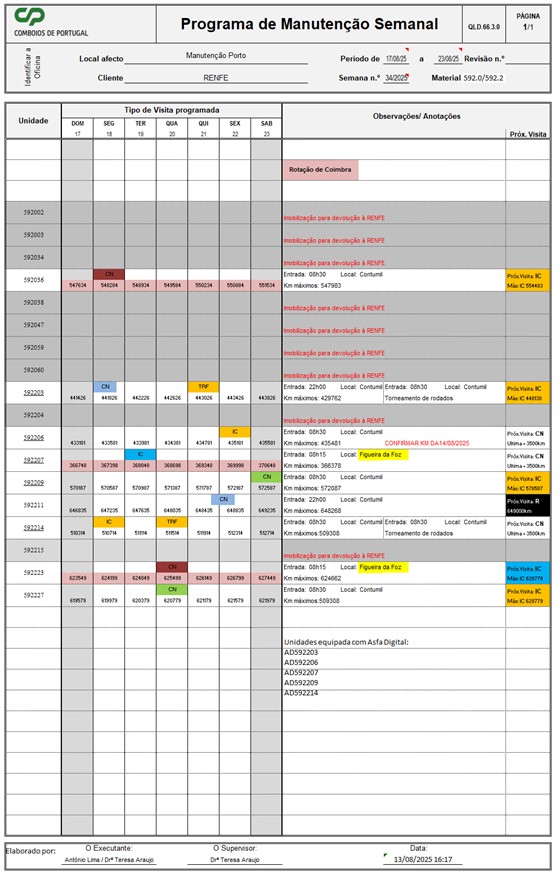 CP
COMBOIOS DE PORTUGAL
Programa de Manutenção Semanal
QLD.66.3.0
PÁGINA
1/1
Identificar a
Oficina
Local afecto Manutenção Porto Periodo de 17/08/25 a 23/08/25 Revisão n.º
Cliente RENFE Semana n.º 34/2025 Material 592.0/592.2
Unidade Tipo de Visita programada Observações/ Anotações Próx. Visita
DOM SEG TER QUA QUI SEX SAB
17 18 19 20 21 22 23
Rotação de Coimbra
592002 Imobilização para devolução à RENFE
592003 Imobilização para devolução à RENFE
592034 Imobilização para devolução à RENFE
592036 CN Entrada: 08h30 Local: Contumil Próx.Visita: IC
547634 548284 548934 549584 550234 550884 551534 Km máximos: 547983 Máx IC 554483
592038 Imobilização para devolução à RENFE
592047 Imobilização para devolução à RENFE
592059 Imobilização para devolução à RENFE
592060 Imobilização para devolução à RENFE
592203 CN TRF Entrada: 22h00 Local: Contumil Entrada: 08h30 Local: Contumil Próx.Visita: IC
441426 441826 442226 442626 443026 443426 443826 Km máximos: 429762 Torneamento de rodados Máx IC 448130
592204 Imobilização para devolução à RENFE
592206 IC Entrada: 08h30 Local: Contumil Próx.Visita: CN
433181 433581 433981 434381 434781 435181 435581 Km máximos: 435481 CONFIRMAR KM DA14/08/2025 Ultima +3500km
592207 IC Entrada: 08h15 Local: Figueira da Foz Próx.Visita: CN
366748 367398 368048 368698 369348 369998 370648 Km máximos: 366378 Ultima +3500km
592209 CN Entrada: 08h30 Local: Contumil Próx.Visita: IC
570187 570587 570987 571387 571787 572187 572587 Km máximos: 572087 Máx IC 578587
592211 CN Entrada: 22h00 Local: Contumil Próx.Visita: R
646835 647235 647635 648035 648435 648835 649235 Km máximos: 648268 649000km
592214 IC TRF Entrada: 08h30 Local: Contumil Entrada: 08h30 Local: Contumil Próx.Visita: CN
510314 510714 511114 511514 511914 512314 512714 Km máximos:509308 Torneamento de rodados Ultima +3500km
592215 Imobilização para devolução à RENFE
592223 CN Entrada: 08h15 Local: Figueira da Foz Próx.Visita: IC
623549 624199 624849 625499 626149 626799 627449 Km máximos: 624662 Máx IC 628779
592227 CN Entrada: 08h30 Local: Contumil Próx.Visita: IC
619579 619979 620379 620779 621179 621579 621979 Km máximos:509308 Máx IC 628779
Unidades equipada com Asfa Digital:
AD592203
AD592206
AD592207
AD592209
AD592214
Elaborado por: O Executante: O Supervisor: Data:
António Lima / Drª Teresa Araujo Drª Teresa Araujo 13/08/2025 16:17